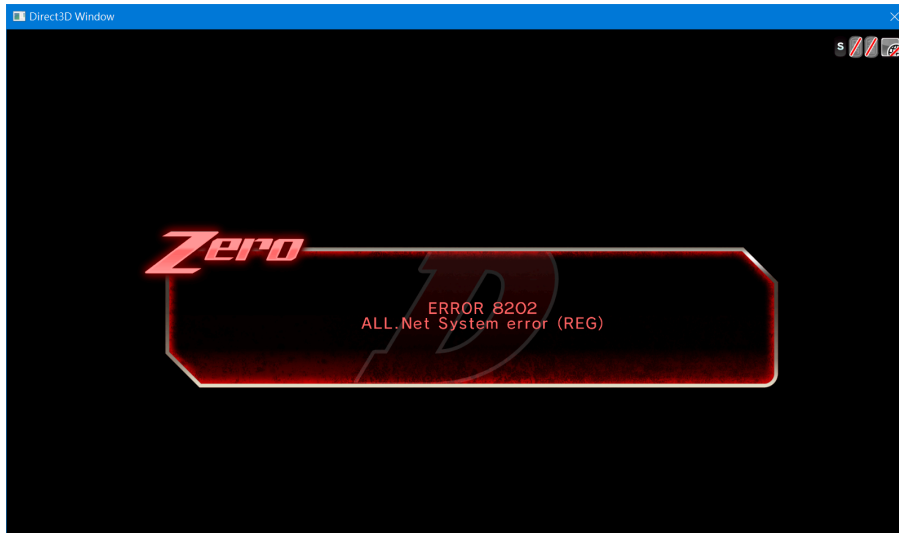 Direct3D Window
S
Zero
D
ERROR 8202
ALL.Net System error (REG)